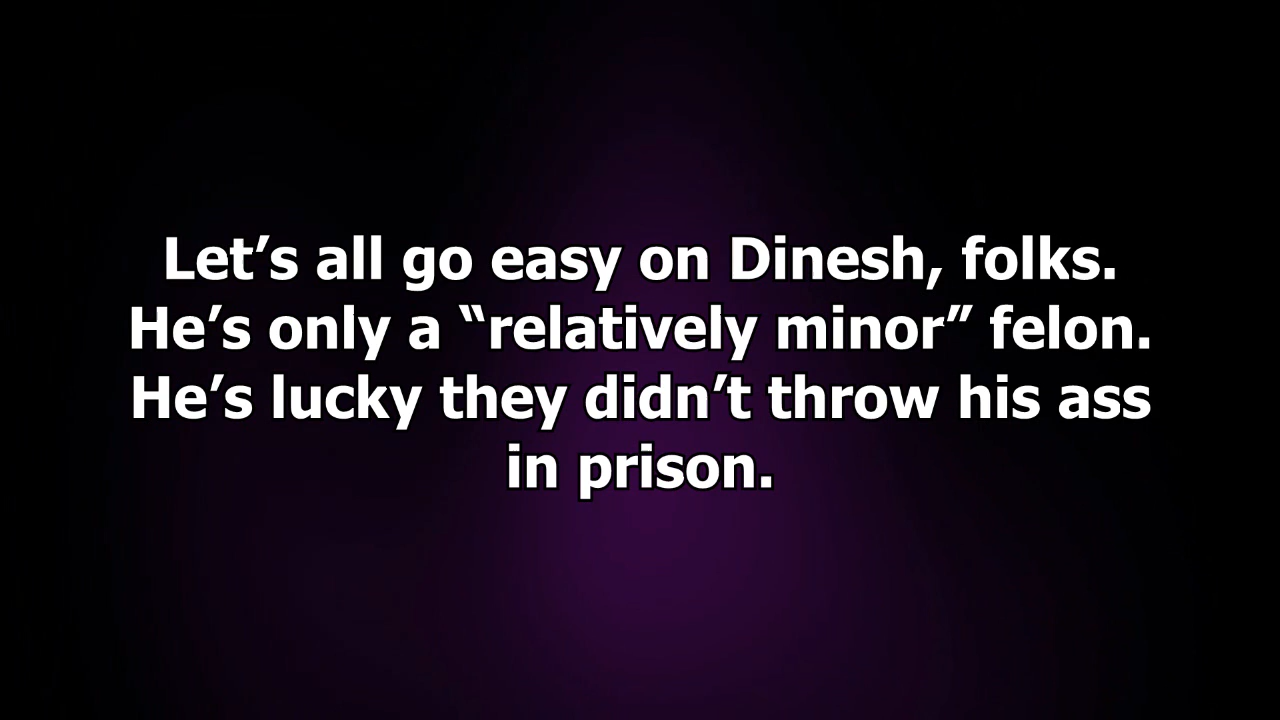 Let’s all go easy on Dinesh, folks.
He’s only a “relatively minor” felon.
He’s lucky they didn’t throw his ass
in prison.